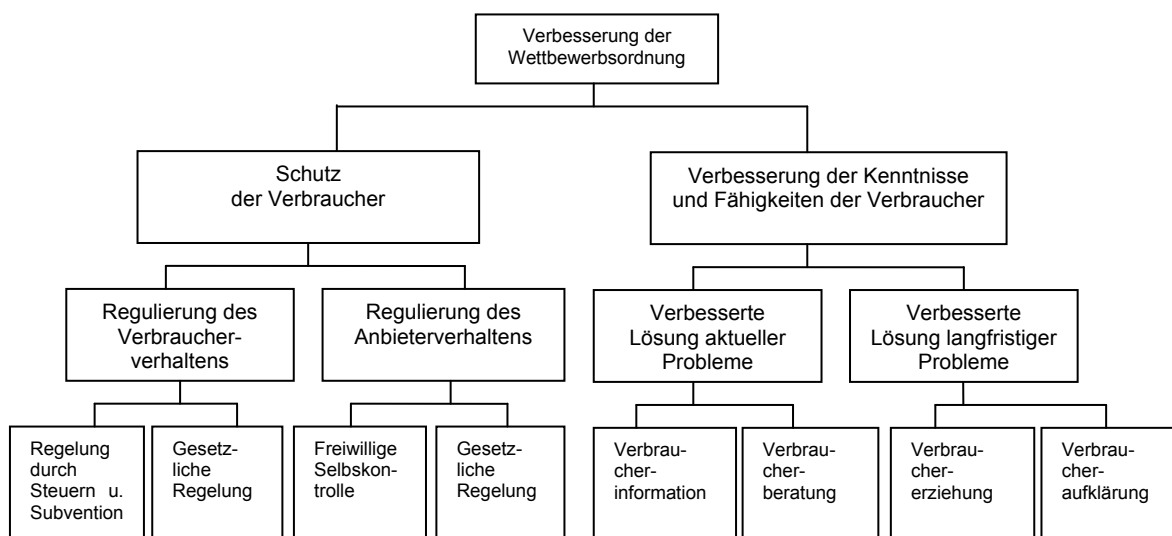 Verbesserung der
Wettbewerbsordnung
Schutz
der Verbraucher
Verbesserung der Kenntnisse
und Fähigkeiten der Verbraucher
Regulierung des
Verbraucher-
verhaltens
Regulierung des
Anbieterverhaltens
Verbesserte
Lösung aktueller
Probleme
Verbesserte
Lösung langfristiger
Probleme
Regelung
durch
Steuern u.
Subvention
Gesetz-
liche
Regelung
Freiwillige
Selbskon-
trolle
Gesetz-
liche
Regelung
Verbrau-
cher-
information
Verbrau-
cher-
beratung
Verbrau-
cher-
erziehung
Verbrau-
cher-
aufklärung